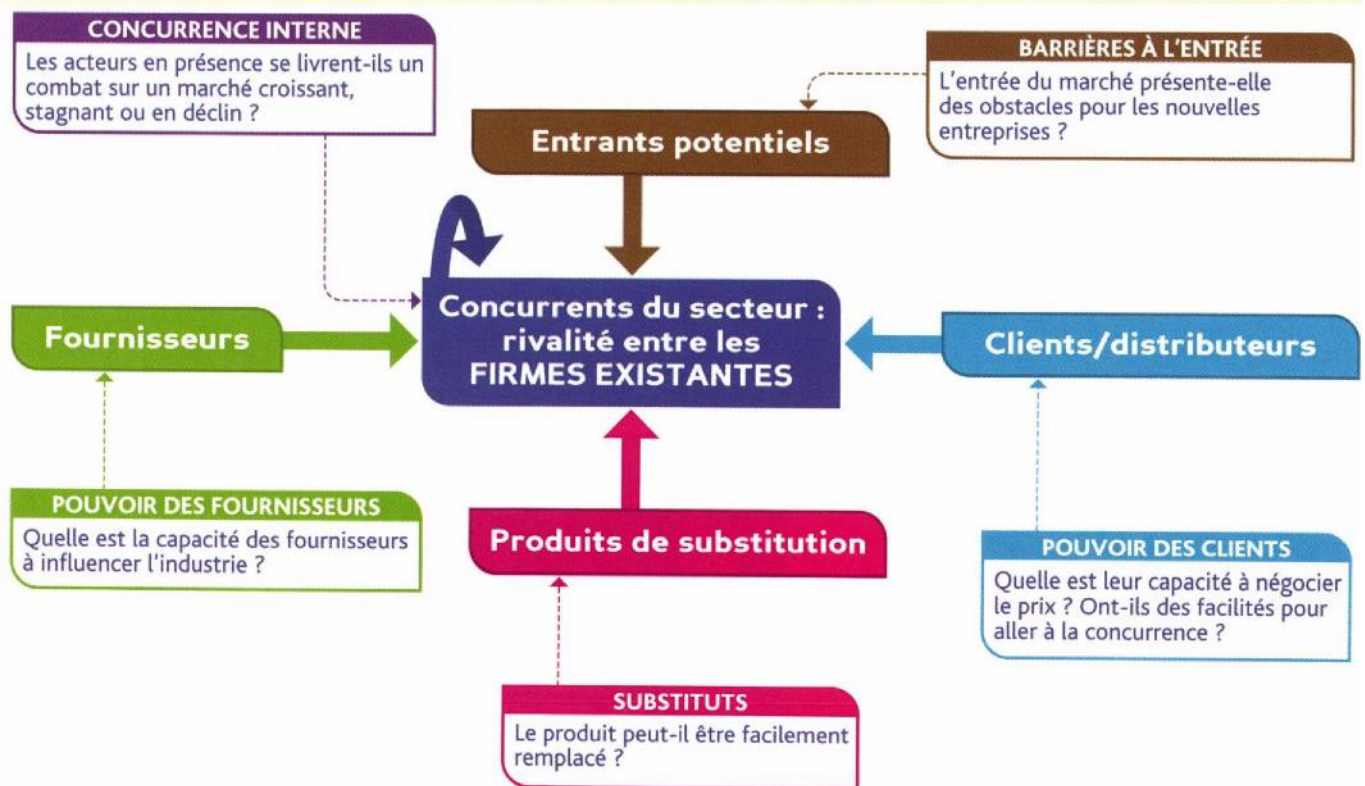 CONCURRENCE INTERNE
Les acteurs en présence se livrent-ils un
combat sur un marché croissant,
stagnant ou en déclin ?
BARRIÈRES À L'ENTRÉE
L'entrée du marché présente-elle
des obstacles pour les nouvelles
entreprises ?
Entrants potentiels
Concurrents du secteur :
rivalité entre les
FIRMES EXISTANTES
Fournisseurs
Clients/distributeurs
POUVOIR DES FOURNISSEURS
Quelle est la capacité des fournisseurs
à influencer l'industrie ?
Produits de substitution
POUVOIR DES CLIENTS
Quelle est leur capacité à négocier
le prix ? Ont-ils des facilités pour
aller à la concurrence ?
SUBSTITUTS
Le produit peut-il être facilement
remplacé ?